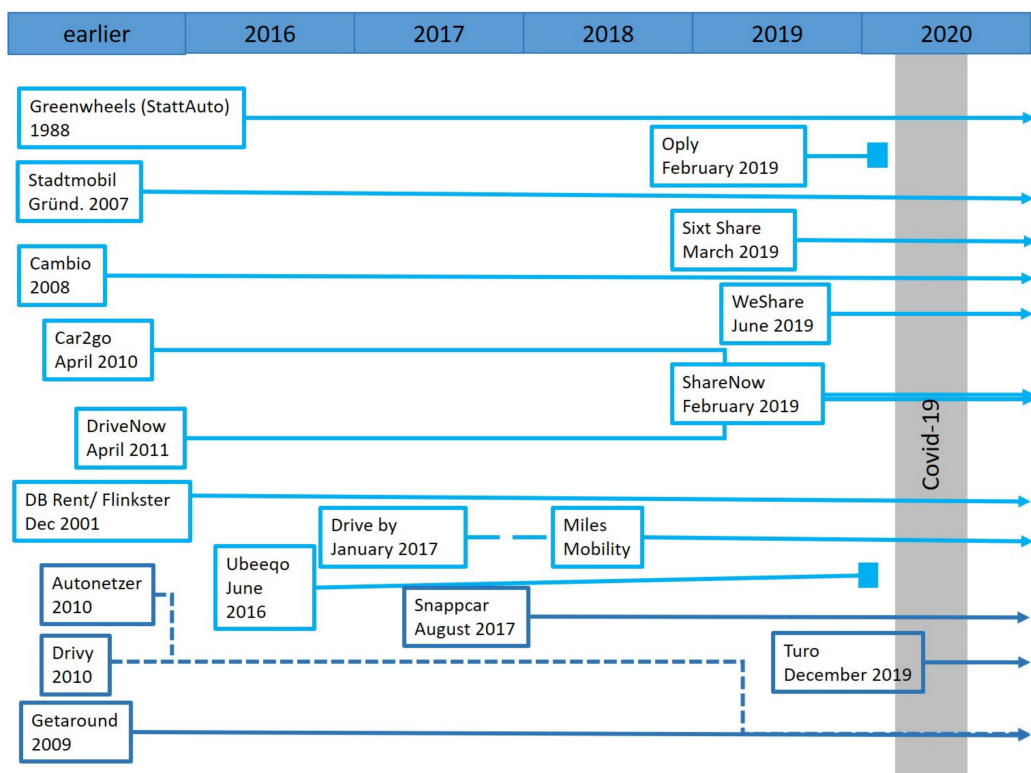 earlier 2016 2017 2018 2019 2020
Greenwheels (StattAuto)
1988
Oply
February 2019
Stadtmobil
Gründ. 2007
Sixt Share
March 2019
Cambio
2008
WeShare
June 2019
Car2go
April 2010
ShareNow
February 2019
DriveNow
April 2011
Covid-19
DB Rent/ Flinkster
Dec 2001
Drive by
January 2017
Miles
Mobility
Ubeeqo
June
2016
Autonetzer
2010
Snappcar
August 2017
Drivy
2010
Turo
December 2019
Getaround
2009